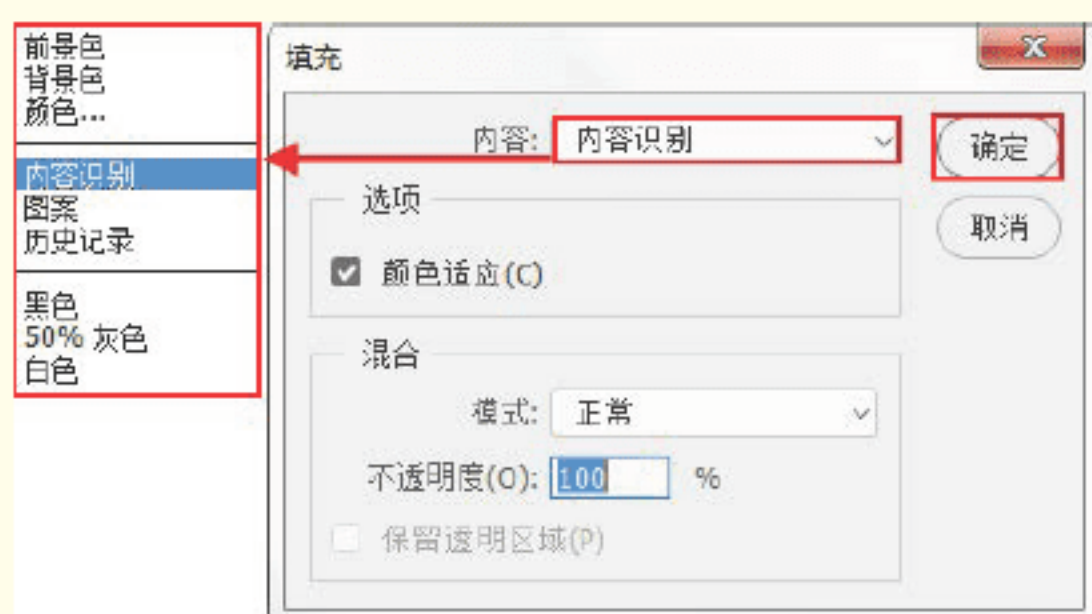 前景色
背景色
颜色...
内容识别
图案
历史记录
黑色
50% 灰色
白色
填充
内容: 内容识别
确定
选项
取消
颜色适应(C)
混合
模式: 正常
不透明度(O): 100 %
保留透明区域(P)